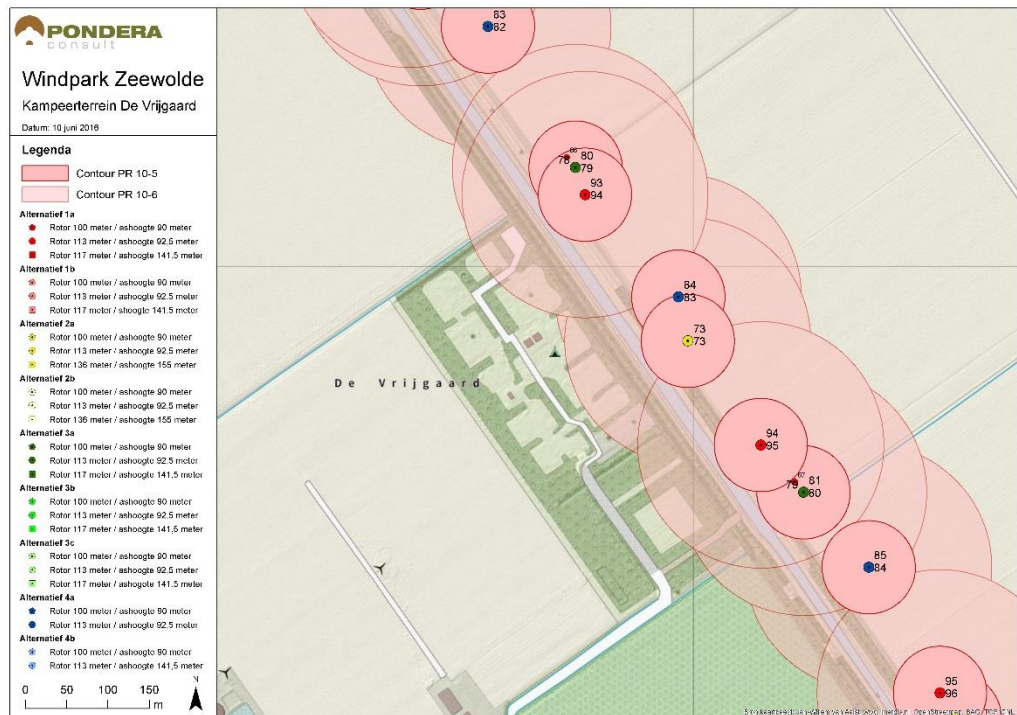 PONDERA
consult
Windpark Zeewolde
Kampeerterrein De Vrijgaard
Datum: 10 juni 2016
Legenda
Contour PR 10-5
Contour PR 10-6
Alternatief 1a
Rotor 100 meter / ashoogte 90 meter
Rotor 113 meter / ashoogte 92,5 meter
Rotor 117 meter / ashoogte 141,5 meter
Alternatief 1b
Rotor 100 meter / ashoogte 90 meter
Rotor 113 meter / ashoogte 92,5 meter
Rotor 117 meter / ashoogte 141,5 meter
Alternatief 2a
Rotor 100 meter / ashoogte 90 meter
Rotor 113 meter / ashoogte 92,5 meter
Rotor 136 meter / ashoogte 155 meter
Alternatief 2b
Rotor 100 meter / ashoogte 90 meter
Rotor 113 meter / ashoogte 92,5 meter
Rotor 136 meter / ashoogte 155 meter
Alternatief 3a
Rotor 100 meter / ashoogte 90 meter
Rotor 113 meter / ashoogte 92,5 meter
Rotor 117 meter / ashoogte 141,5 meter
Alternatief 3b
Rotor 100 meter / ashoogte 90 meter
Rotor 113 meter / ashoogte 92,5 meter
Rotor 117 meter / ashoogte 141,5 meter
Alternatief 3c
Rotor 100 meter / ashoogte 90 meter
Rotor 113 meter / ashoogte 92,5 meter
Rotor 117 meter / ashoogte 141,5 meter
Alternatief 4a
Rotor 100 meter / ashoogte 90 meter
Rotor 113 meter / ashoogte 92,5 meter
Alternatief 4b
Rotor 100 meter / ashoogte 90 meter
Rotor 113 meter / ashoogte 141,5 meter
0 50 100 150
m
N
83
82
80
78 79
93
94
84
83
73
73
De Vrijgaard
94
95
81
79 80
85
84
95
96
OpenStreetmap, BAG, TOP10NL